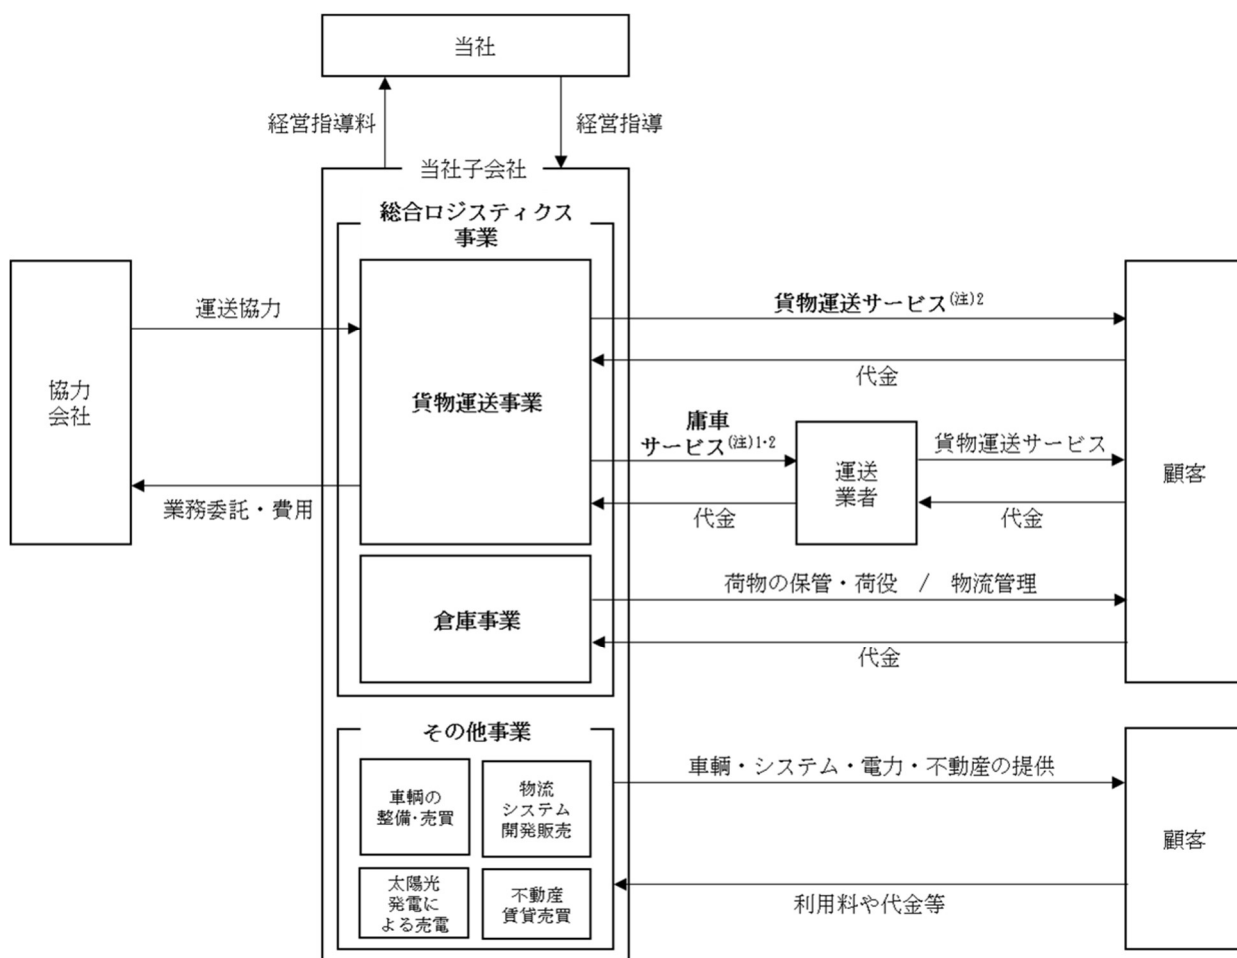 当社
経営指導料
経営指導
当社子会社
総合ロジスティクス
事業
協力
会社
運送協力
業務委託・費用
貨物運送事業
貨物運送サービス(注)2
代金
庸車
サービス(注)1・2
代金
運送
業者
貨物運送サービス
代金
顧客
倉庫事業
荷物の保管・荷役 / 物流管理
代金
その他事業
車輌の
整備・売買
物流
システム
開発販売
太陽光
発電に
よる売電
不動産
賃貸売買
車輌・システム・電力・不動産の提供
利用料や代金等
顧客